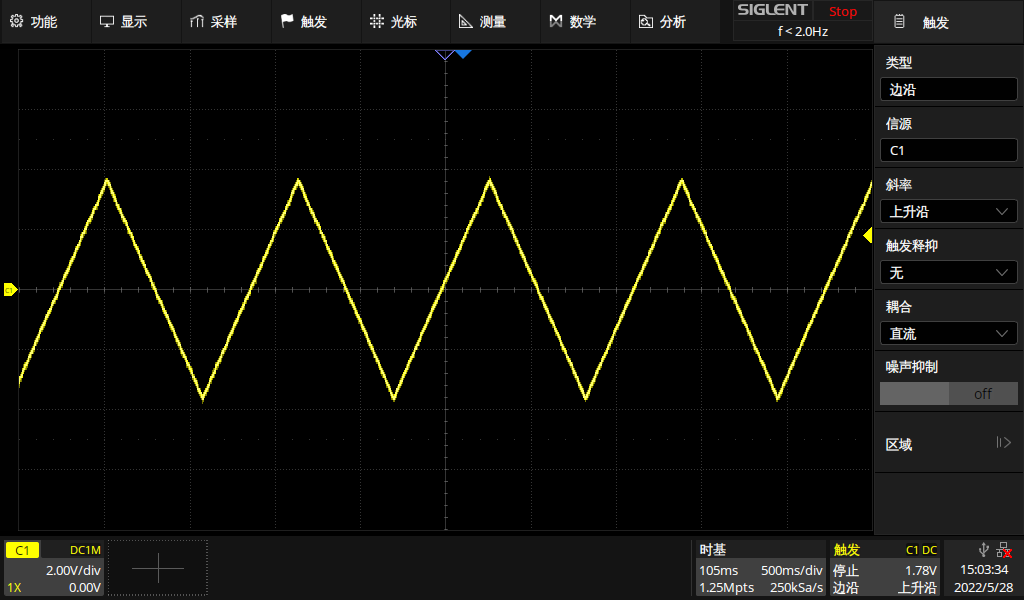 功能 显示 采样 触发 光标 测量 数学 分析 SIGLENT Stop 触发
f < 2.0Hz
类型
边沿
信源
C1
斜率
上升沿
触发释抑
无
C1
耦合
直流
噪声抑制
off
区域
C1 DC1M
2.00V/div
1X 0.00V
时基
105ms 500ms/div
1.25Mpts 250kSa/s
触发 C1 DC
停止 1.78V
边沿 上升沿
15:03:34
2022/5/28